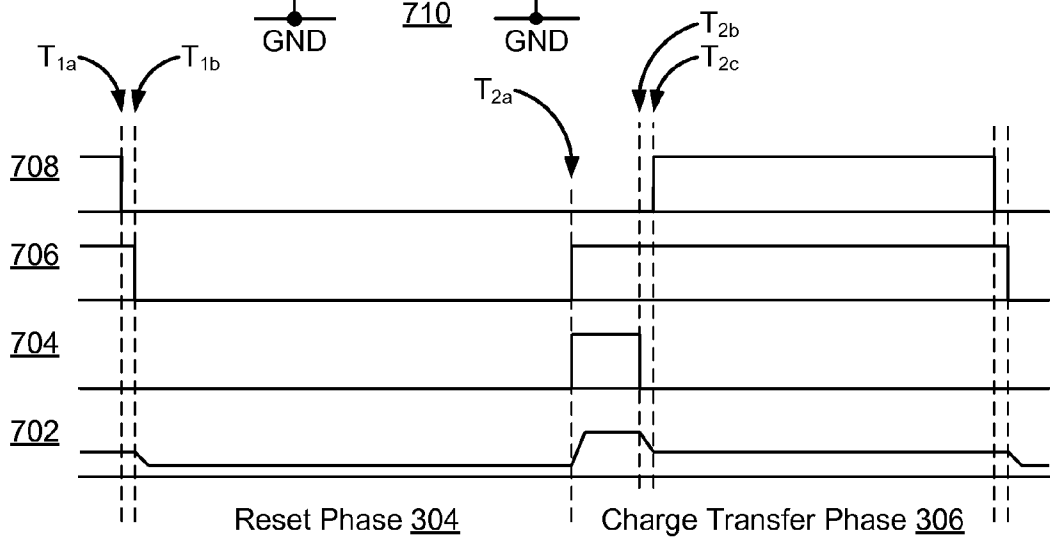 710
GND
GND
T1a
T1b
T2a
T2b
T2c
708
706
704
702
Reset Phase 304
Charge Transfer Phase 306